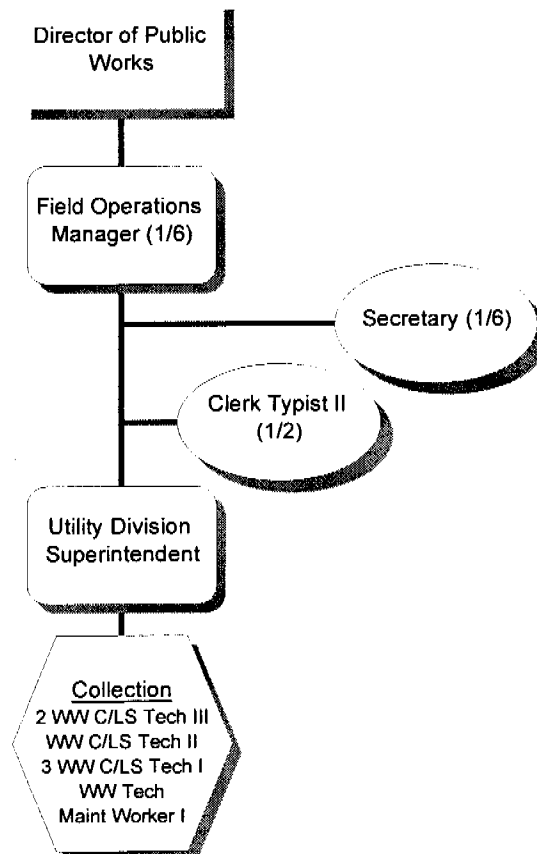 Director of Public
Works
Field Operations
Manager (1/6)
Secretary (1/6)
Clerk Typist II
(1/2)
Utility Division
Superintendent
Collection
2 WW C/LS Tech III
WW C/LS Tech II
3 WW C/LS Tech I
WW Tech
Maint Worker I